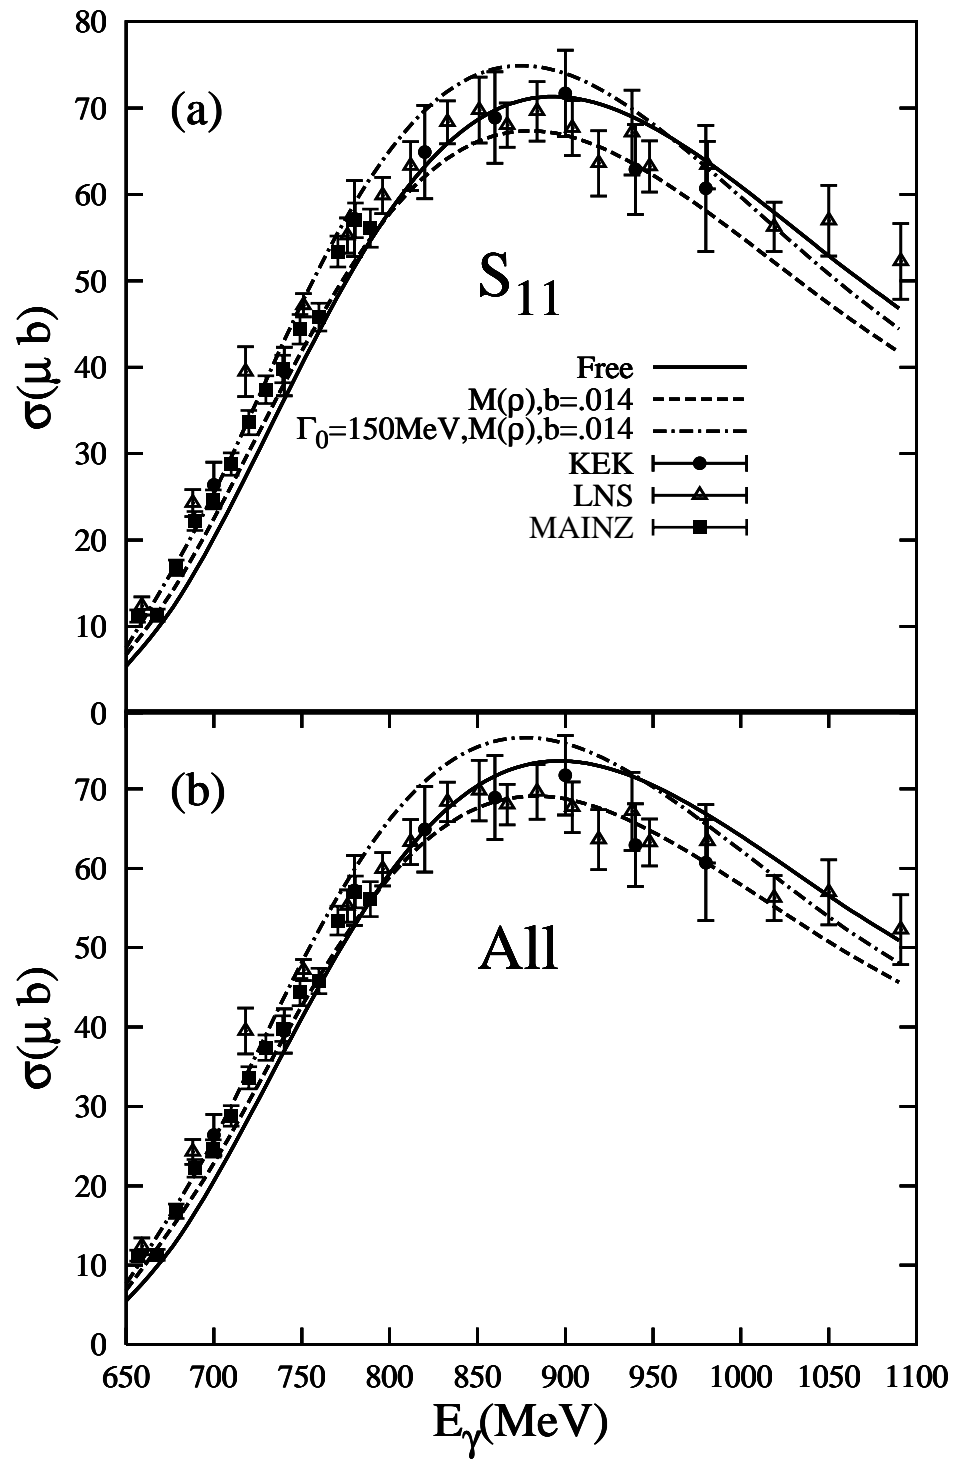 80
70
60
50
40
30
20
10
0
σ(μ b)
(a)
S₁₁
Free
M(ρ),b=.014
Γ₀=150MeV,M(ρ),b=.014
KEK
LNS
MAINZ
70
60
50
40
30
20
10
0
σ(μ b)
(b)
All
650 700 750 800 850 900 950 1000 1050 1100
Eᵧ(MeV)